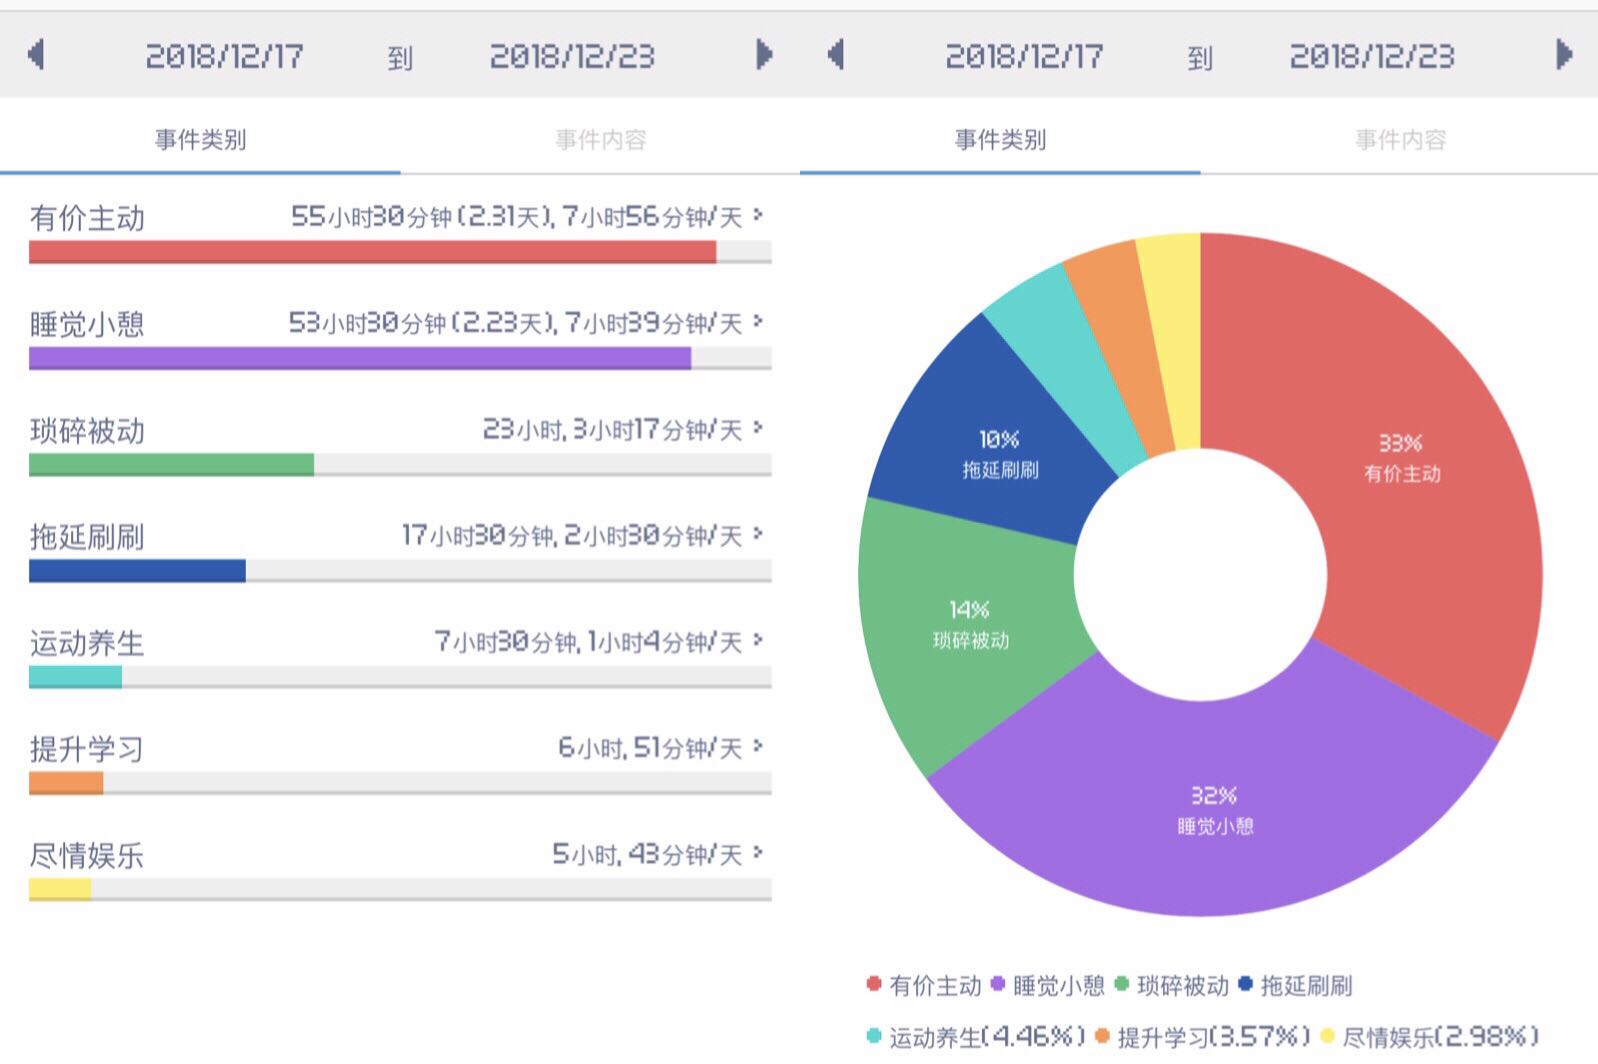 2018/12/17 到 2018/12/23
事件类别 事件内容
有价主动 55小时30分钟(2.31天), 7小时56分钟/天 >
睡觉小憩 53小时30分钟(2.23天), 7小时39分钟/天 >
琐碎被动 23小时, 3小时17分钟/天 >
拖延刷刷 17小时30分钟, 2小时30分钟/天 >
运动养生 7小时30分钟, 1小时4分钟/天 >
提升学习 6小时, 51分钟/天 >
尽情娱乐 5小时, 43分钟/天 >
2018/12/17 到 2018/12/23
事件类别 事件内容
33%
有价主动
10%
拖延刷刷
14%
琐碎被动
32%
睡觉小憩
有价主动 睡觉小憩 琐碎被动 拖延刷刷
运动养生(4.46%) 提升学习(3.57%) 尽情娱乐(2.98%)